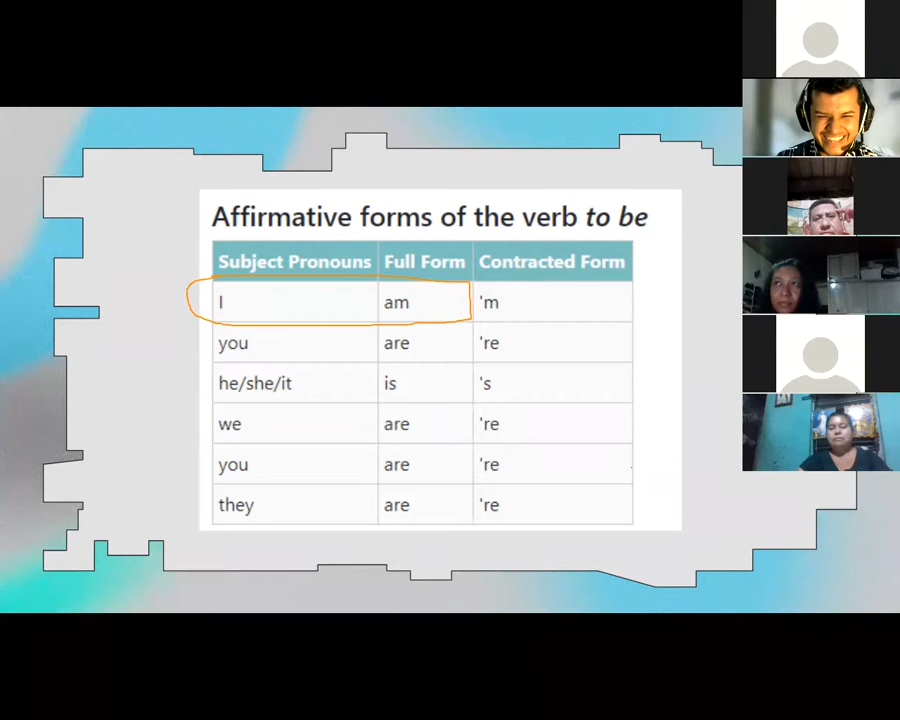 Affirmative forms of the verb to be
Subject Pronouns Full Form Contracted Form
I am 'm
you are 're
he/she/it is 's
we are 're
you are 're
they are 're